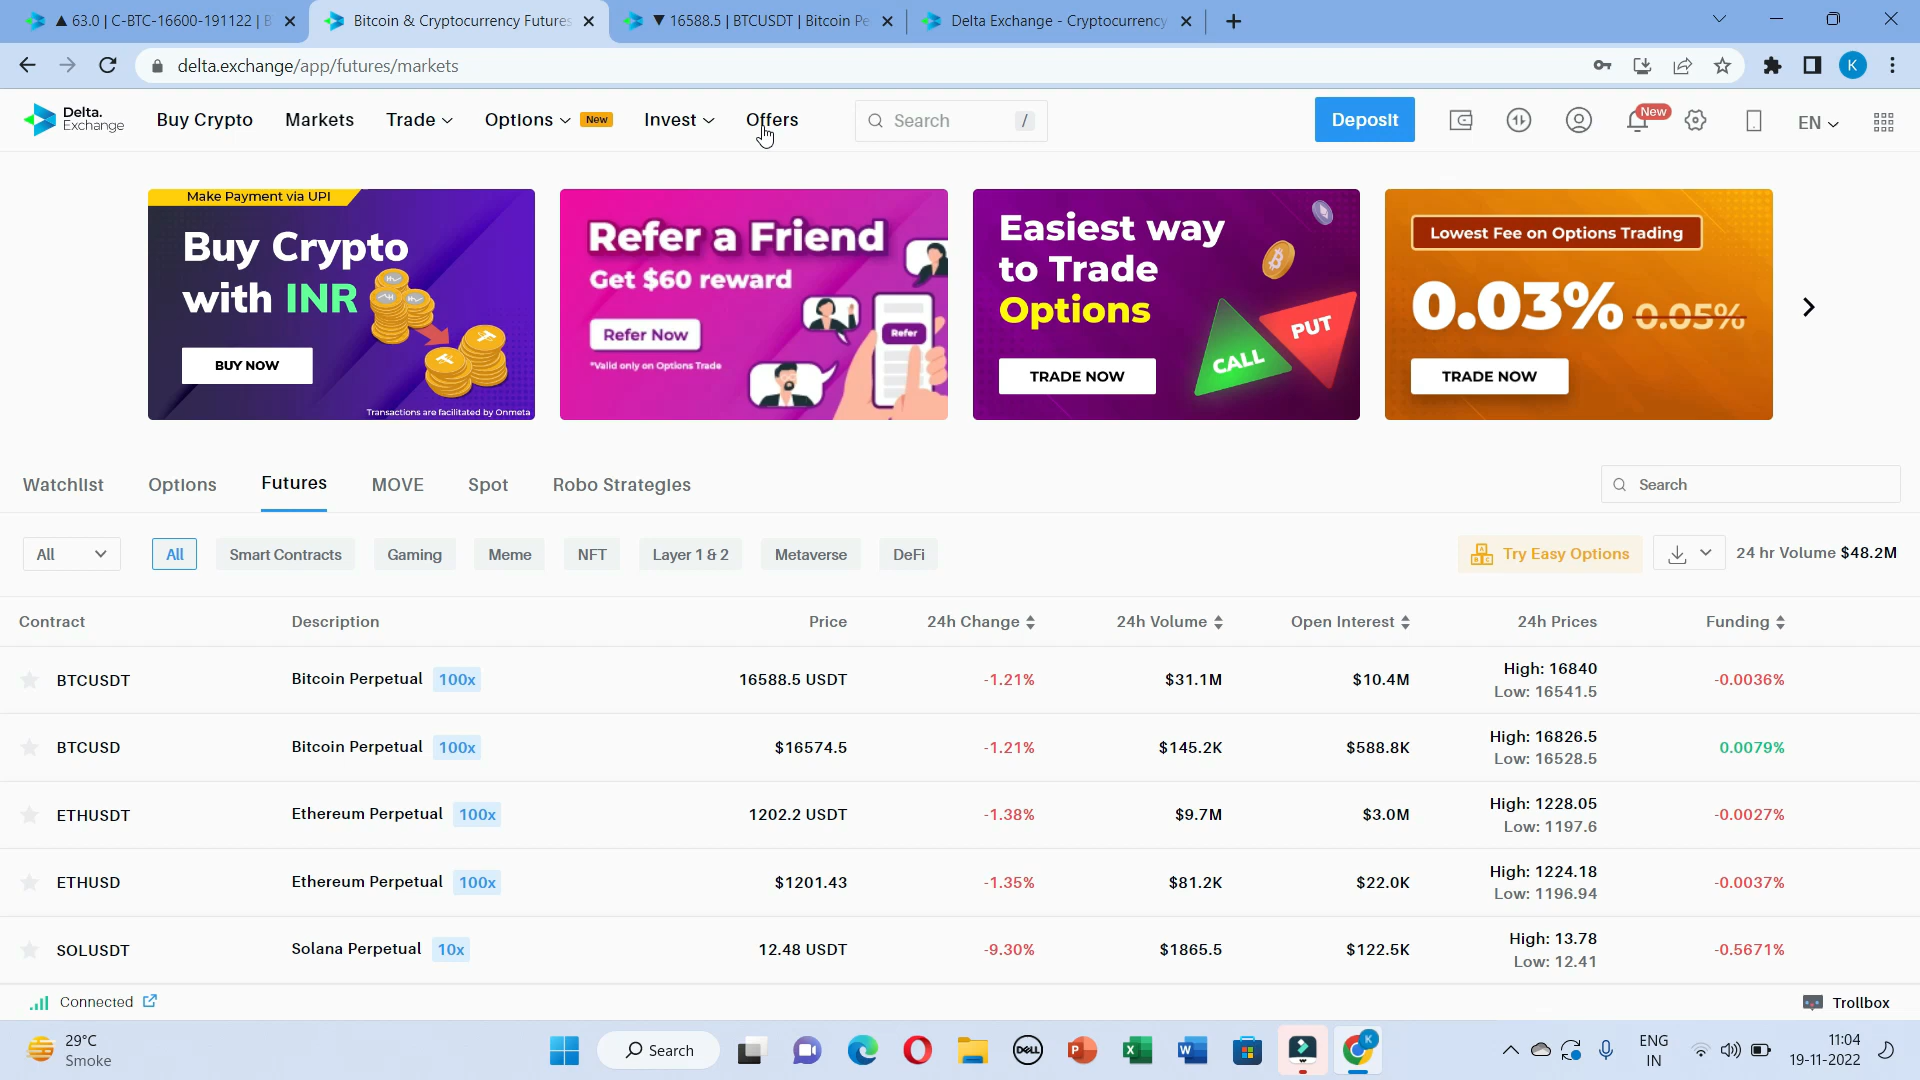 ▲ 63.0 | C-BTC-16600-191122 | B
Bitcoin & Cryptocurrency Futures
▼ 16588.5 | BTCUSDT | Bitcoin Pe
Delta Exchange - Cryptocurrency
delta.exchange/app/futures/markets
K
Delta.
Exchange
Buy Crypto
Markets
Trade
Options
New
Invest
Offers
Search
/
Deposit
New
EN
Make Payment via UPI
Buy Crypto
with INR
BUY NOW
Transactions are facilitated by Onmeta
Refer a Friend
Get $60 reward
Refer Now
*Valid only on Options Trade
Refer
Easiest way
to Trade
Options
TRADE NOW
CALL
PUT
Lowest Fee on Options Trading
0.03% 0.05%
TRADE NOW
Watchlist
Options
Futures
MOVE
Spot
Robo Strategies
Search
All
All
Smart Contracts
Gaming
Meme
NFT
Layer 1 & 2
Metaverse
DeFi
Try Easy Options
24 hr Volume $48.2M
Contract Description Price 24h Change 24h Volume Open Interest 24h Prices Funding
BTCUSDT Bitcoin Perpetual 100x 16588.5 USDT -1.21% $31.1M $10.4M High: 16840 -0.0036%
Low: 16541.5
BTCUSD Bitcoin Perpetual 100x $16574.5 -1.21% $145.2K $588.8K High: 16826.5 0.0079%
Low: 16528.5
ETHUSDT Ethereum Perpetual 100x 1202.2 USDT -1.38% $9.7M $3.0M High: 1228.05 -0.0027%
Low: 1197.6
ETHUSD Ethereum Perpetual 100x $1201.43 -1.35% $81.2K $22.0K High: 1224.18 -0.0037%
Low: 1196.94
SOLUSDT Solana Perpetual 10x 12.48 USDT -9.30% $1865.5 $122.5K High: 13.78 -0.5671%
Low: 12.41
Connected
Trollbox
29°C
Smoke
Search
DELL
P
X
W
K
ENG
IN
11:04
19-11-2022